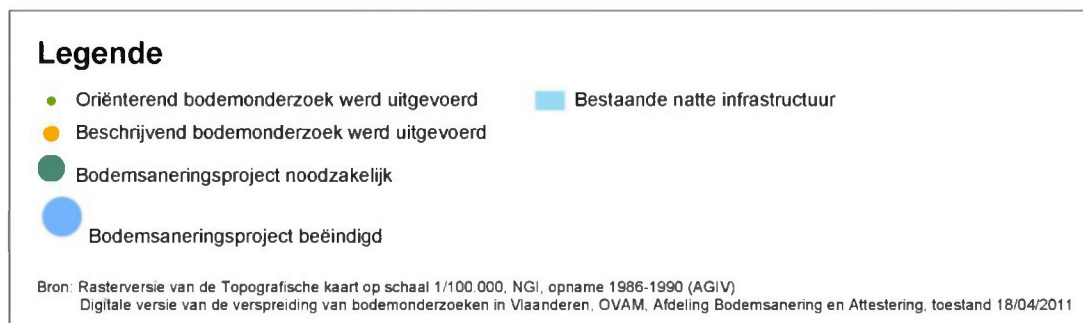 Legende
Oriënterend bodemonderzoek werd uitgevoerd
Beschrijvend bodemonderzoek werd uitgevoerd
Bodemsaneringsproject noodzakelijk
Bodemsaneringsproject beëindigd
Bestaande natte infrastructuur
Bron: Rasterversie van de Topografische kaart op schaal 1/100.000, NGI, opname 1986-1990 (AGIV)
Digitale versie van de verspreiding van bodemonderzoeken in Vlaanderen, OVAM, Afdeling Bodemsanering en Attestering, toestand 18/04/2011